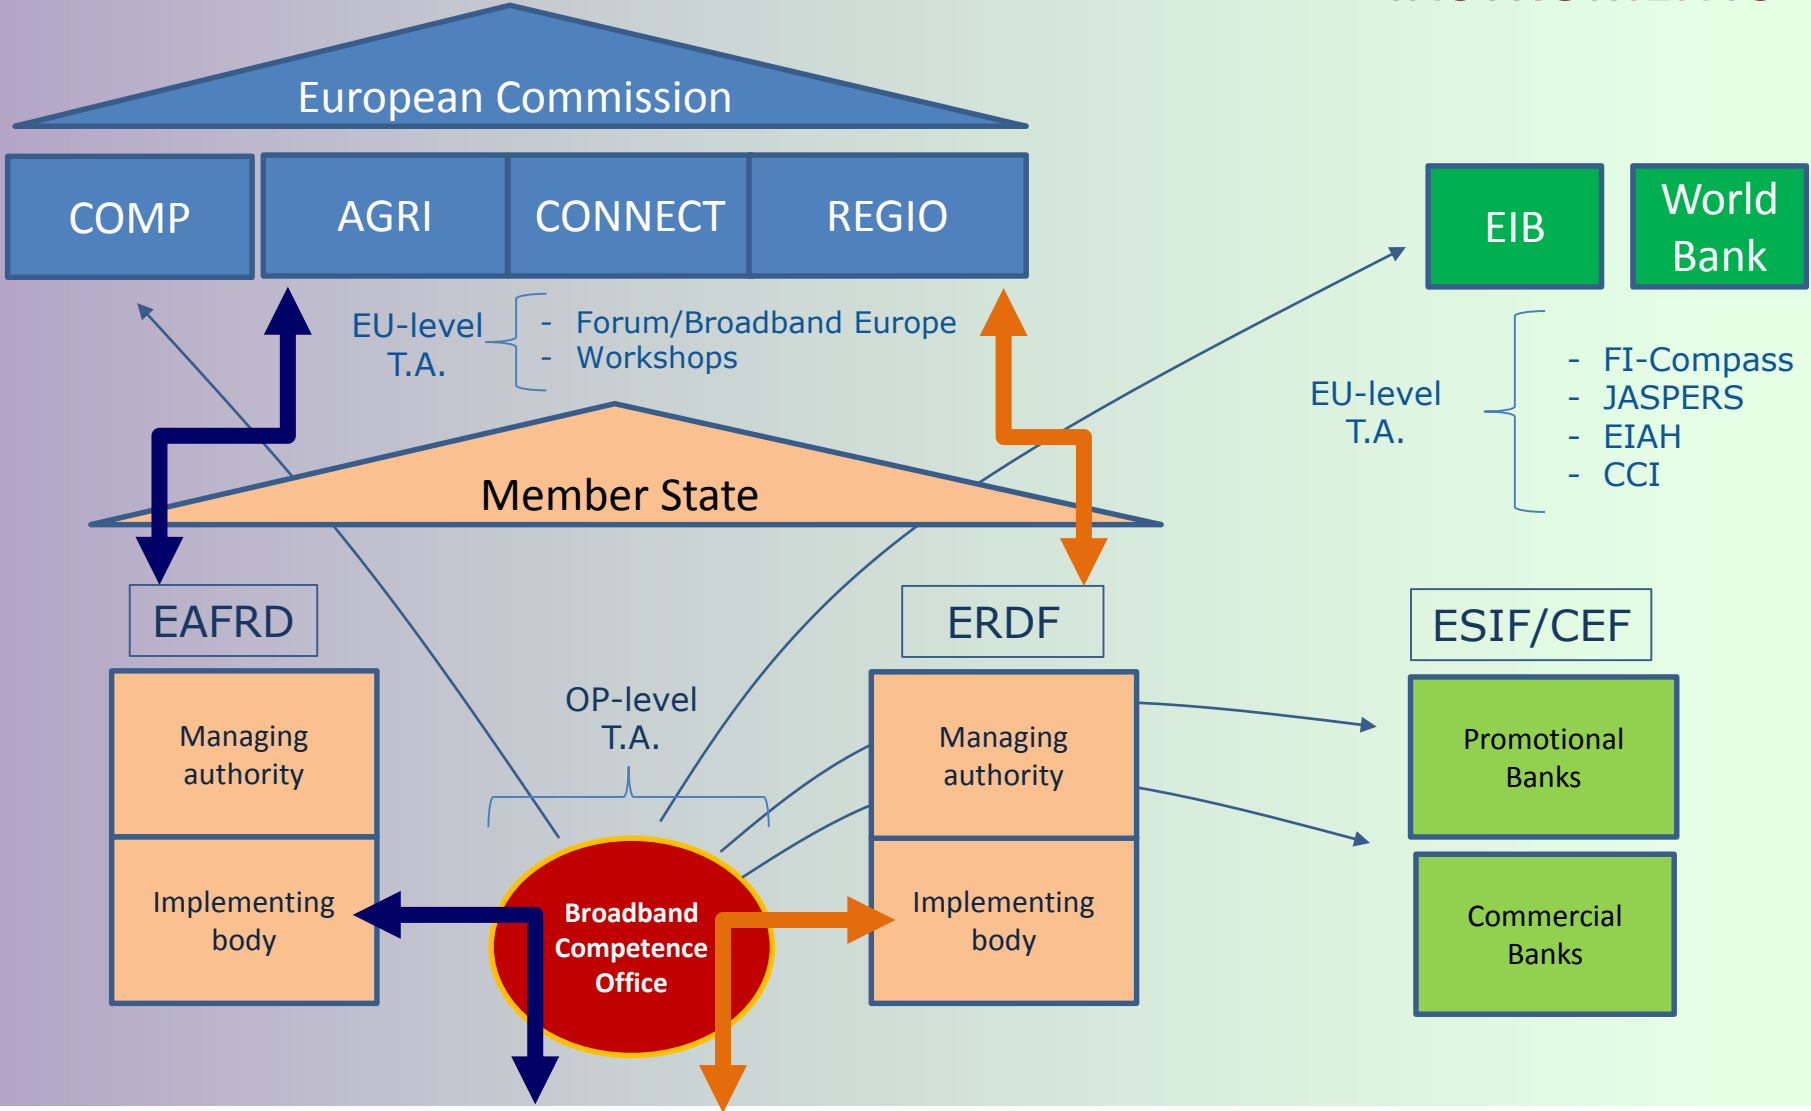 European Commission
COMP
AGRI
CONNECT
REGIO
EIB
World
Bank
EU-level
T.A.
- Forum/Broadband Europe
- Workshops
EU-level
T.A.
- FI-Compass
- JASPERS
- EIAH
- CCI
Member State
EAFRD
ERDF
ESIF/CEF
OP-level
T.A.
Managing
authority
Managing
authority
Promotional
Banks
Implementing
body
Broadband
Competence
Office
Implementing
body
Commercial
Banks